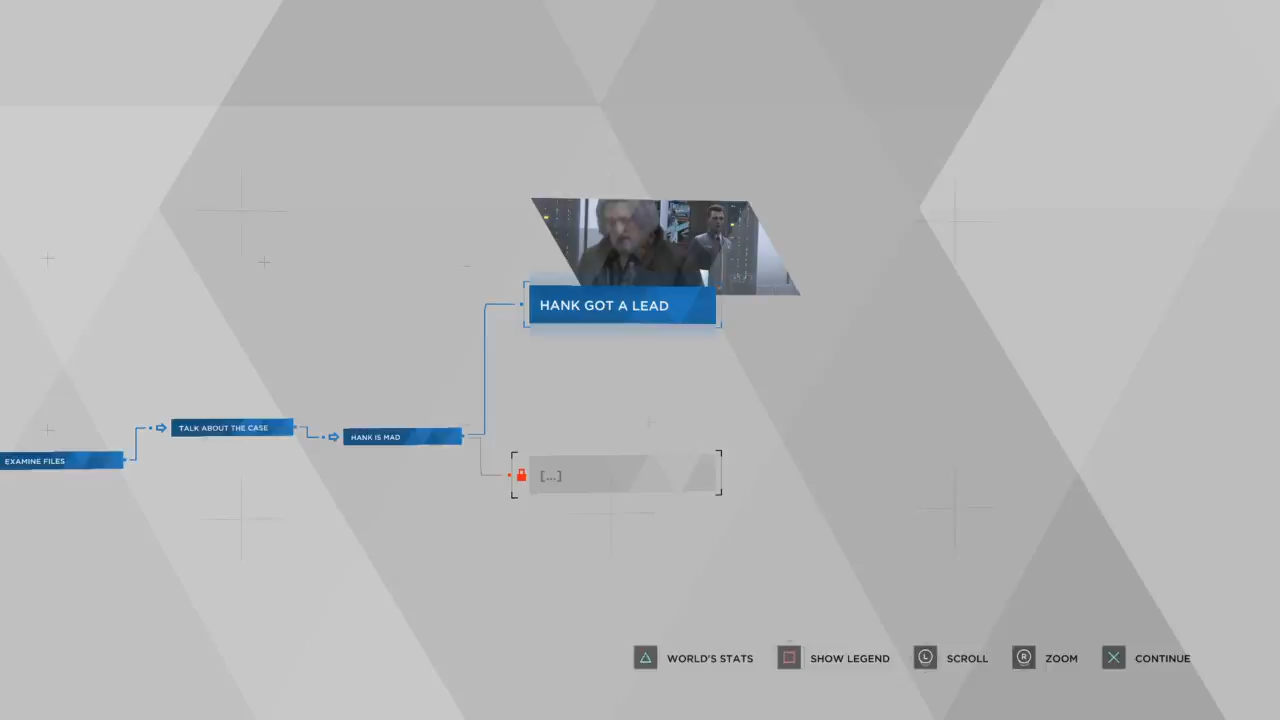 HANK GOT A LEAD
TALK ABOUT THE CASE
HANK IS MAD
EXAMINE FILES
[...]
WORLD'S STATS
SHOW LEGEND
L
SCROLL
R
ZOOM
CONTINUE